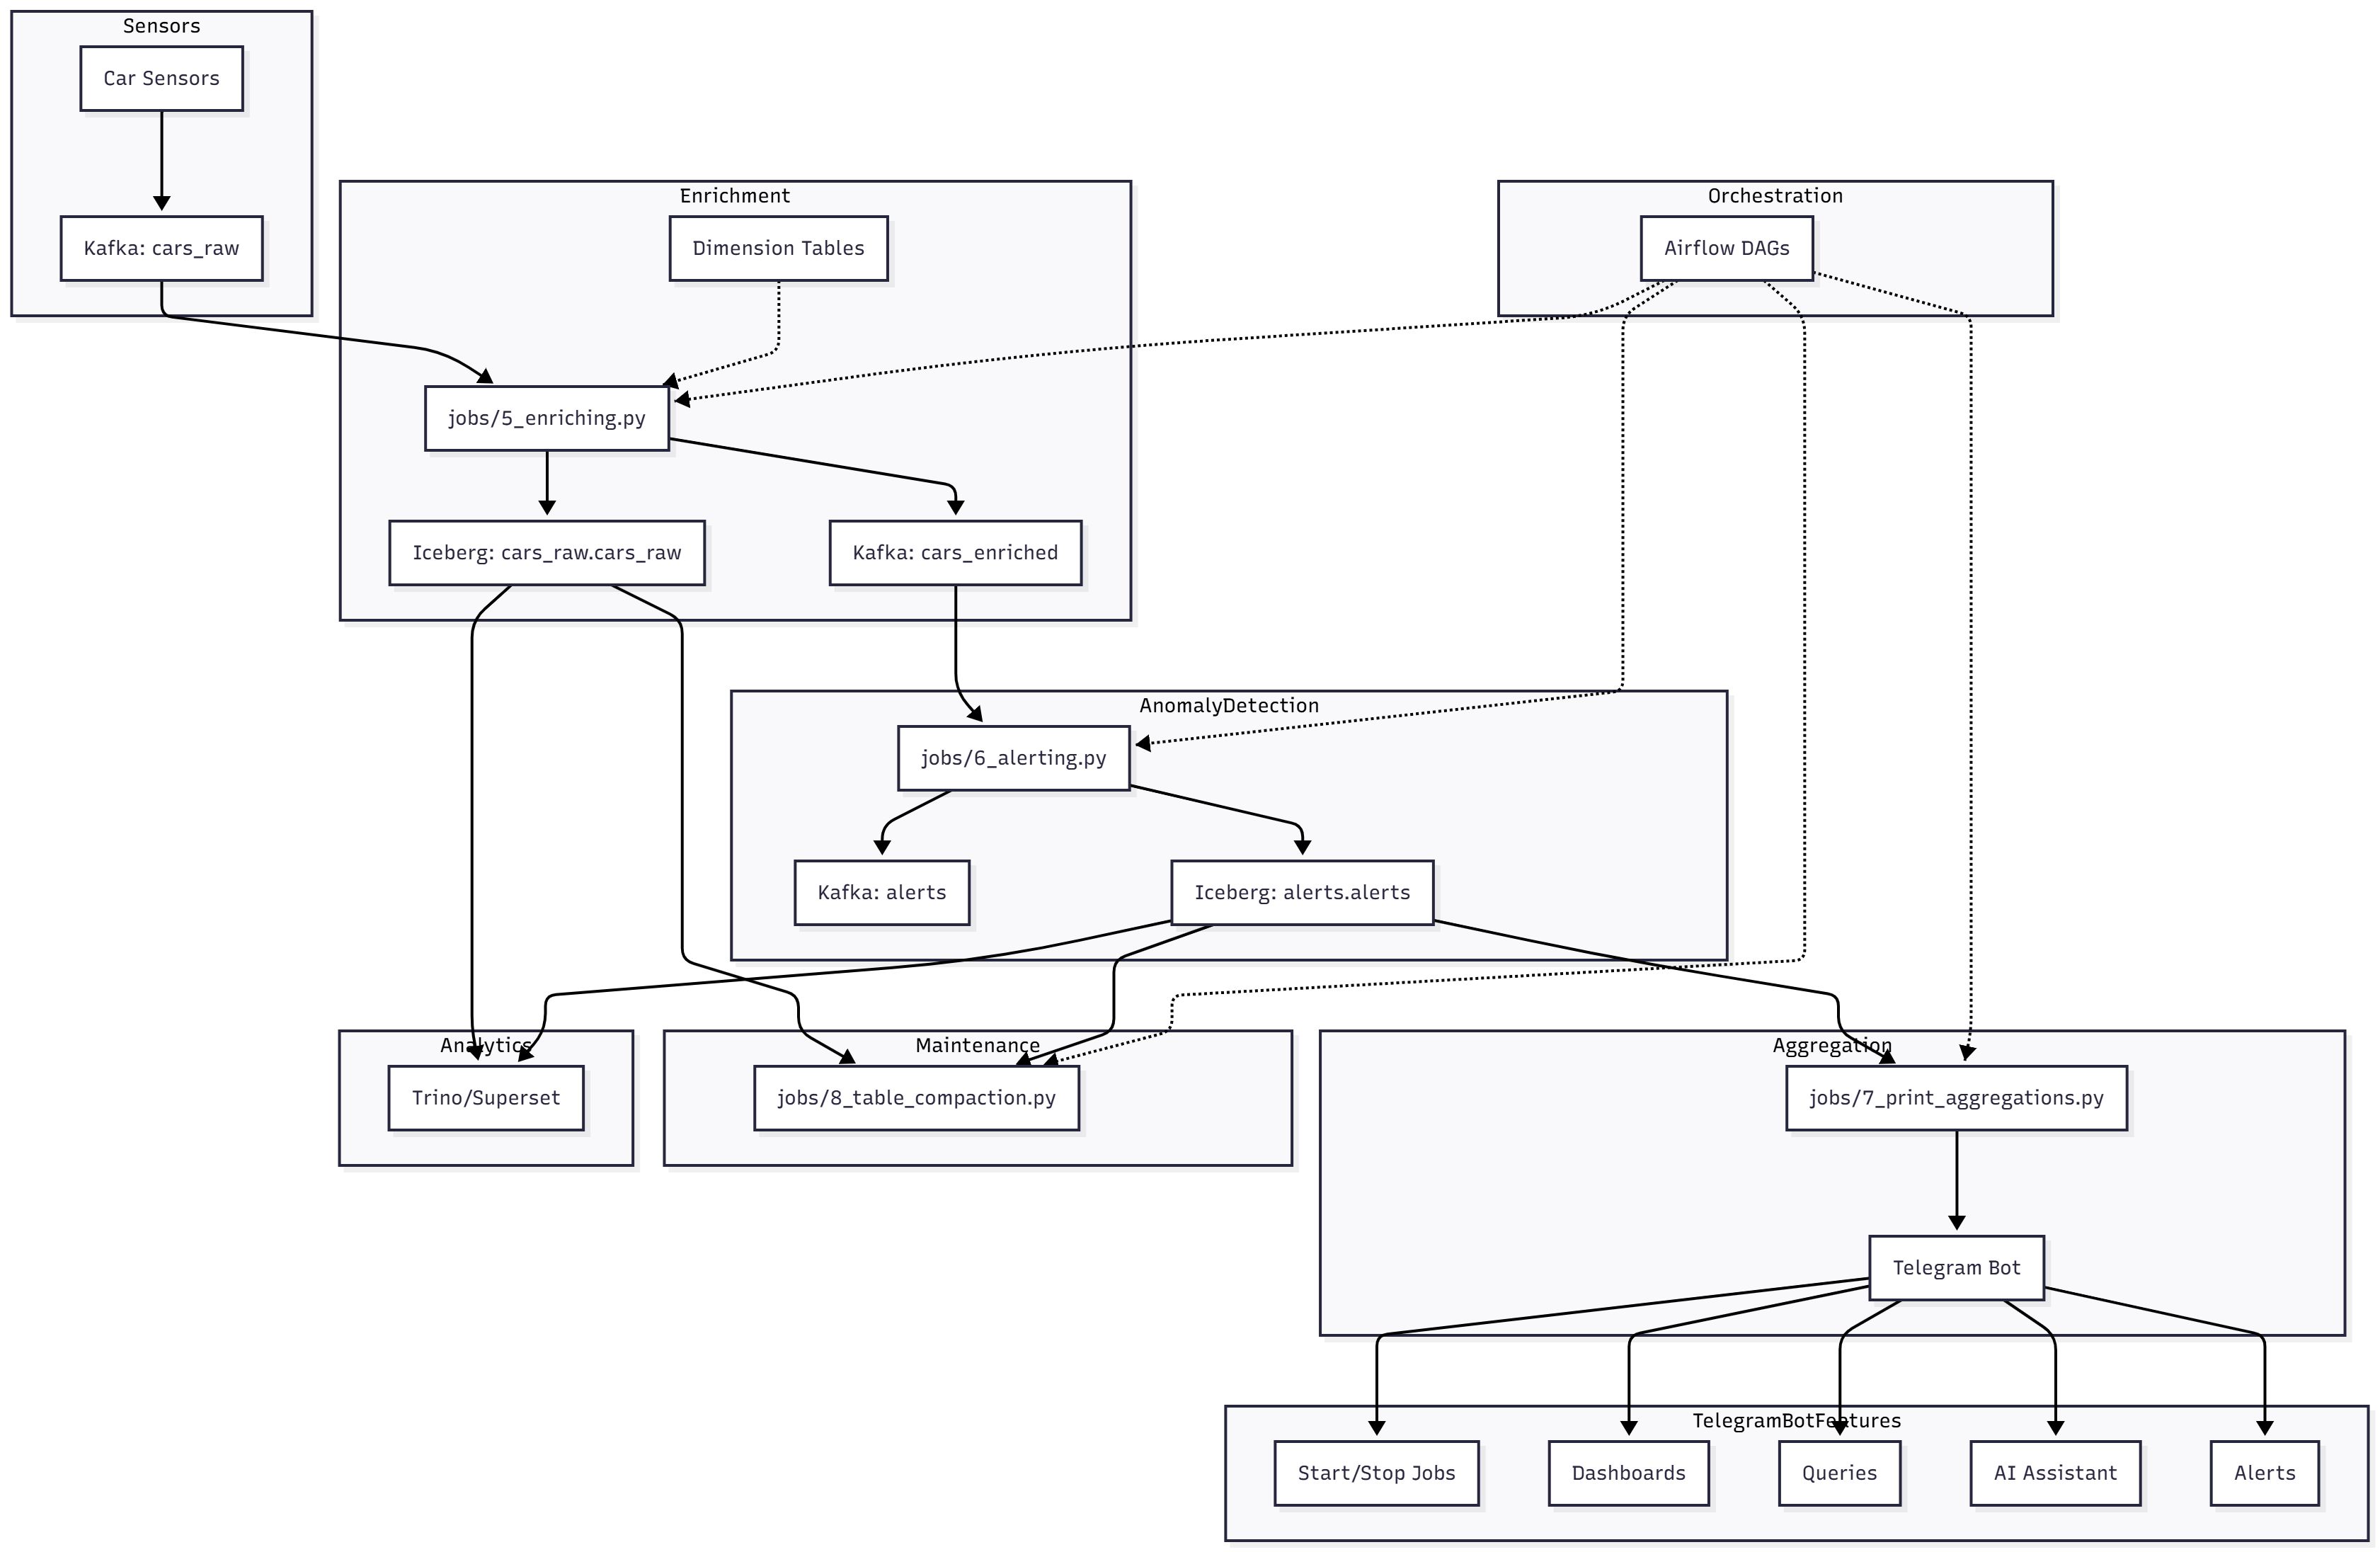 Sensors
Car Sensors
Kafka: cars_raw
Enrichment
Dimension Tables
jobs/5_enriching.py
Iceberg: cars_raw.cars_raw
Kafka: cars_enriched
Orchestration
Airflow DAGs
AnomalyDetection
jobs/6_alerting.py
Kafka: alerts
Iceberg: alerts.alerts
Analytics
Trino/Superset
Maintenance
jobs/8_table_compaction.py
Aggregation
jobs/7_print_aggregations.py
Telegram Bot
TelegramBotFeatures
Start/Stop Jobs
Dashboards
Queries
AI Assistant
Alerts